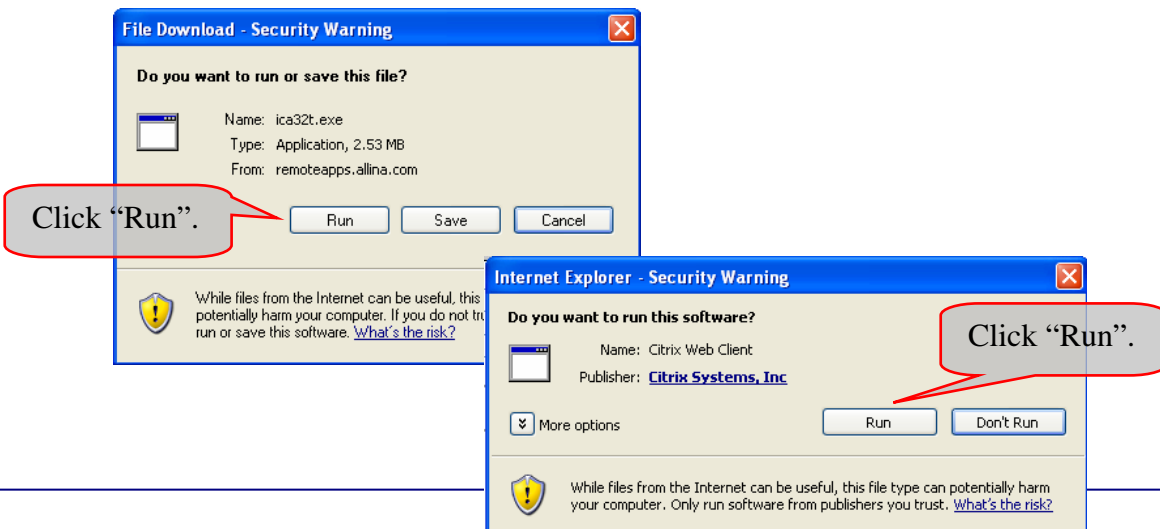 File Download - Security Warning
Do you want to run or save this file?
Name: ica32t.exe
Type: Application, 2.53 MB
From: remoteapps.allina.com
Click “Run”.
Run Save Cancel
While files from the Internet can be useful, this
potentially harm your computer. If you do not
run or save this software. What's the risk?
Internet Explorer - Security Warning
Do you want to run this software?
Name: Citrix Web Client
Publisher: Citrix Systems, Inc
Click “Run”.
More options Run Don't Run
While files from the Internet can be useful, this file type can potentially harm
your computer. Only run software from publishers you trust. What's the risk?